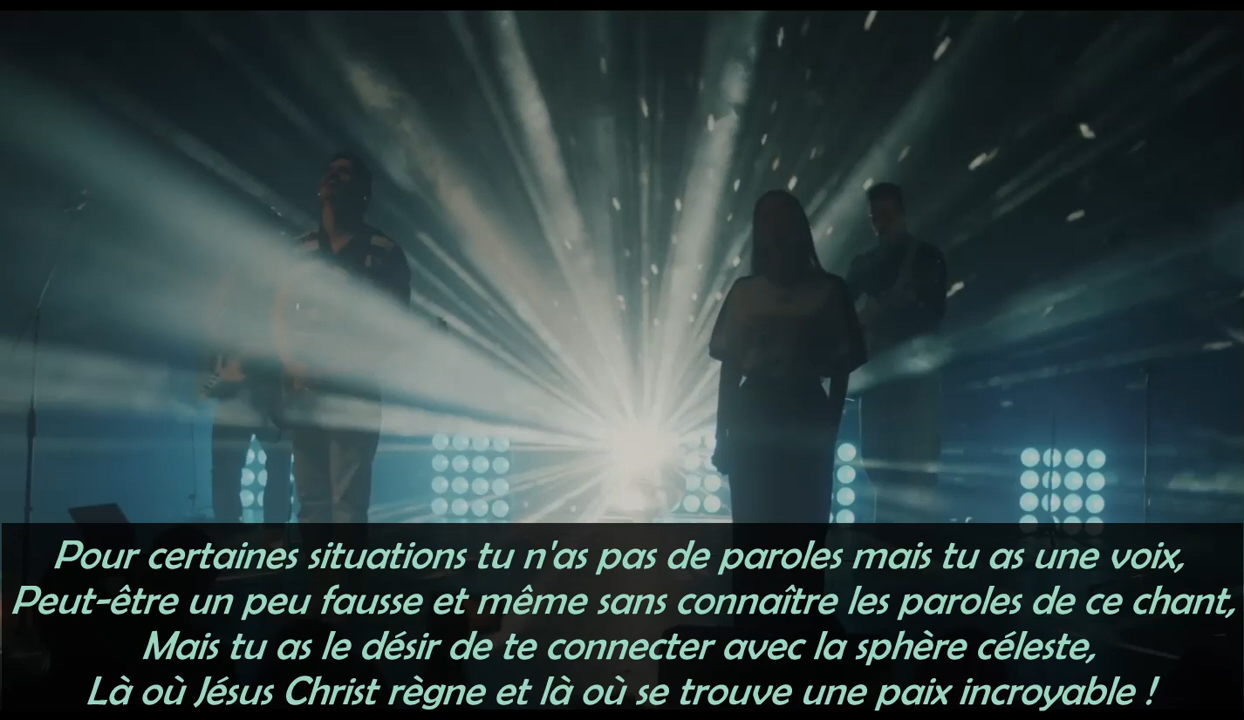 Pour certaines situations tu n'as pas de paroles mais tu as une voix,
Peut-être un peu fausse et même sans connaître les paroles de ce chant,
Mais tu as le désir de te connecter avec la sphère céleste,
Là où Jésus Christ règne et là où se trouve une paix incroyable !